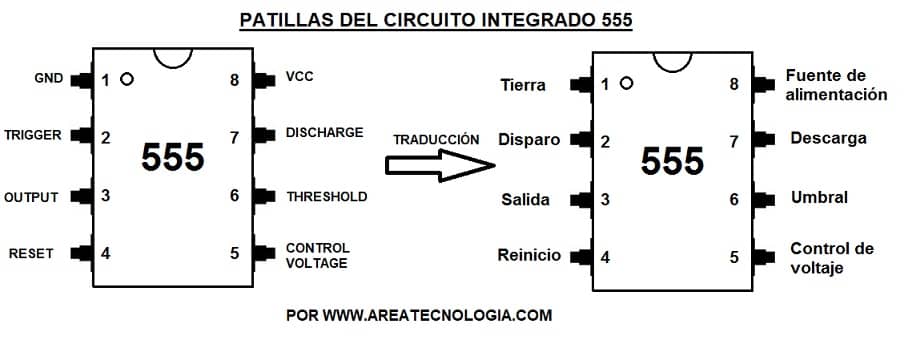 PATILLAS DEL CIRCUITO INTEGRADO 555
GND 1 8 VCC
TRIGGER 2 7 DISCHARGE
555
OUTPUT 3 6 THRESHOLD
RESET 4 5 CONTROL
VOLTAGE
TRADUCCIÓN
Tierra 1 8 Fuente de
alimentación
Disparo 2 7 Descarga
555
Salida 3 6 Umbral
Reinicio 4 5 Control de
voltaje
POR WWW.AREATECNOLOGIA.COM